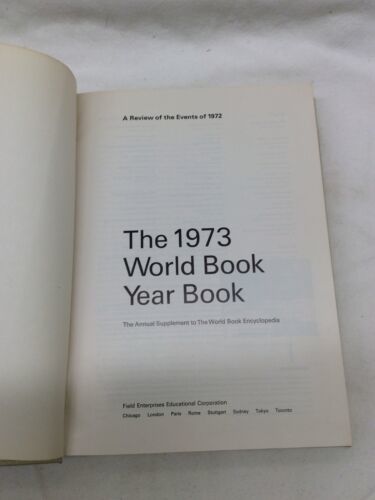 A Review of the Events of 1972
The 1973
World Book
Year Book
The Annual Supplement to The World Book Encyclopedia
Field Enterprises Educational Corporation
Chicago London Paris Rome Stuttgart Sydney Tokyo Toronto